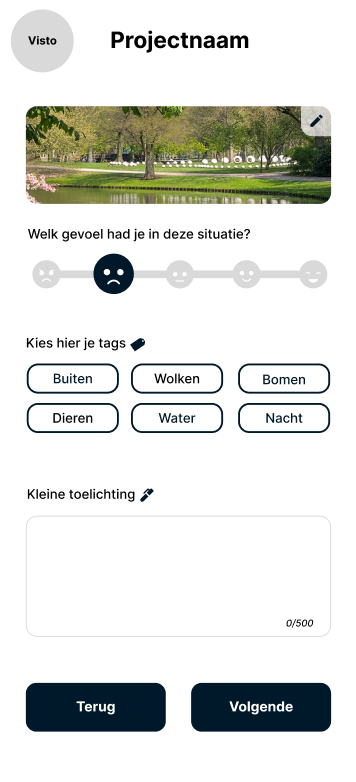 Visto
Projectnaam
Welk gevoel had je in deze situatie?
Kies hier je tags
Buiten Wolken Bomen
Dieren Water Nacht
Kleine toelichting
0/500
Terug Volgende